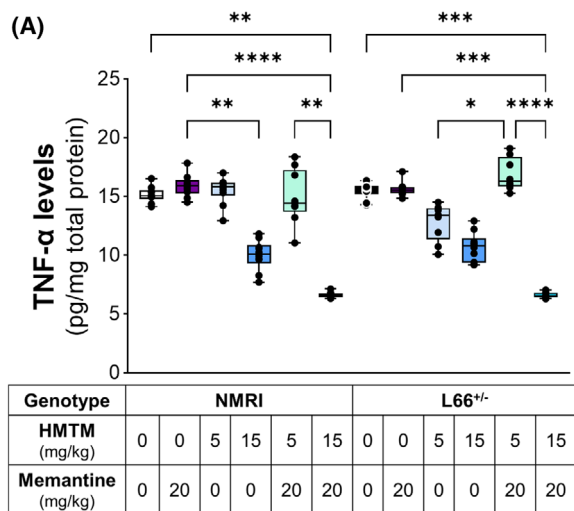 (A)
** ***
**** ***
** ** * ****
25
20
15
10
5
0
TNF-α levels
(pg/mg total protein)
Genotype NMRI L66+/-
HMTM (mg/kg) 0 0 5 15 5 15 0 0 5 15 5 15
Memantine (mg/kg) 0 20 0 0 20 20 0 20 0 0 20 20